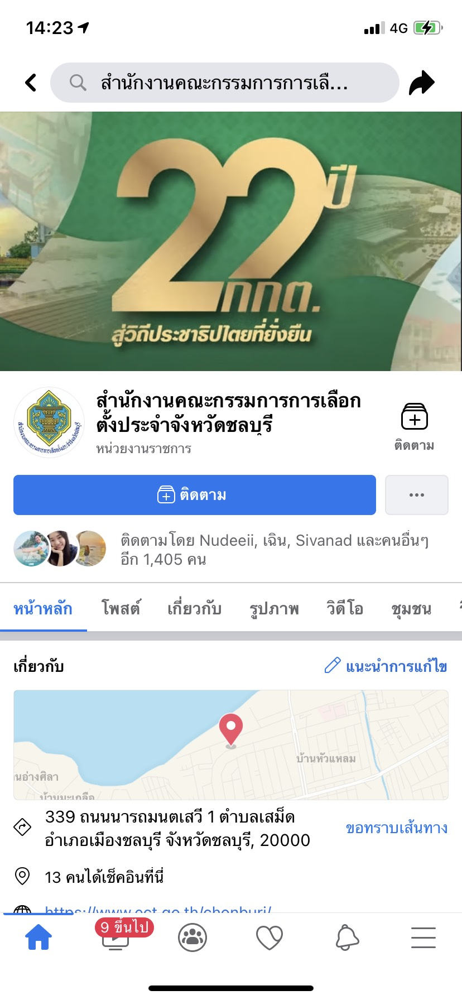 14:23
4G
สำนักงานคณะกรรมการการเลื...
22ปี
กกต.
สู่วิถีประชาธิปไตยที่ยั่งยืน
สำนักงานคณะกรรมการการเลือก
ตั้งประจำจังหวัดชลบุรี
หน่วยงานราชการ
ติดตาม
สำนักงานคณะกรรมการการเลือกตั้งประจำจังหวัดชลบุรี
ติดตาม
ติดตามโดย Nudeeii, เฉิน, Sivanad และคนอื่นๆ
อีก 1,405 คน
หน้าหลัก โพสต์ เกี่ยวกับ รูปภาพ วิดีโอ ชุมชน
เกี่ยวกับ
แนะนำการแก้ไข
บ้านหัวแหลม
นอ่างศิลา
บ้านมะเกลือ
339 ถนนนารถมนตเสวี 1 ตำบลเสม็ด
อำเภอเมืองชลบุรี จังหวัดชลบุรี, 20000
ขอทราบเส้นทาง
13 คนได้เช็คอินที่นี่
https://www.ect.go.th/chonburi/
9 ขึ้นไป